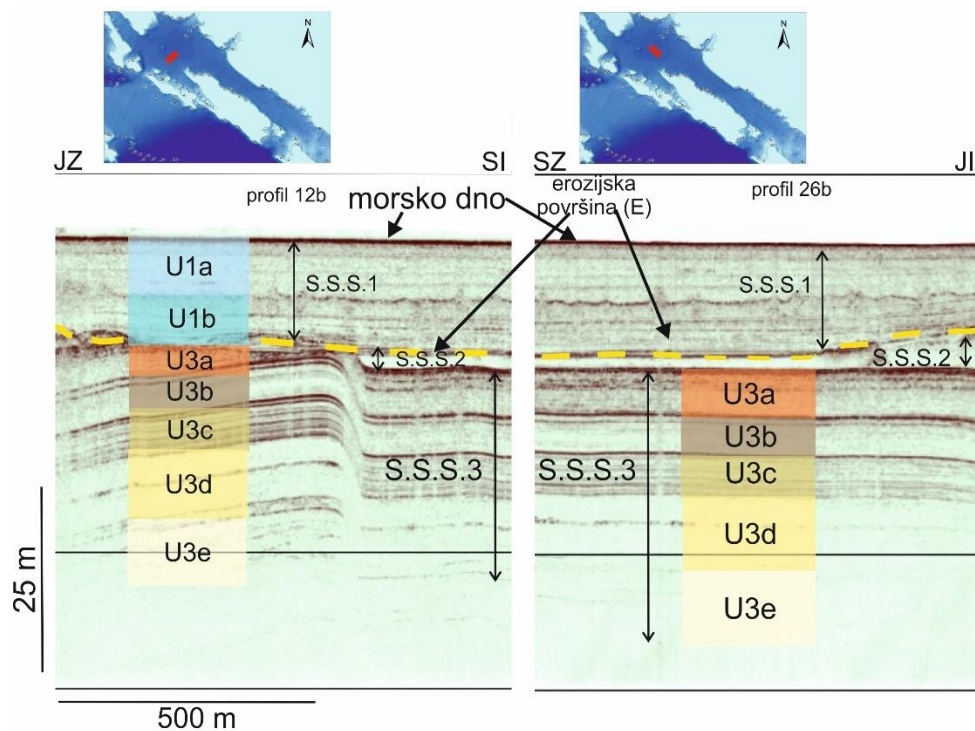 N
N
JZ
SI
SZ
JI
profil 12b
morsko dno
erozijska
površina (E)
profil 26b
U1a
U1b
U3a
U3b
U3c
U3d
U3e
S.S.S.1
S.S.S.2
S.S.S.3
S.S.S.3
S.S.S.1
S.S.S.2
U3a
U3b
U3c
U3d
U3e
25 m
500 m